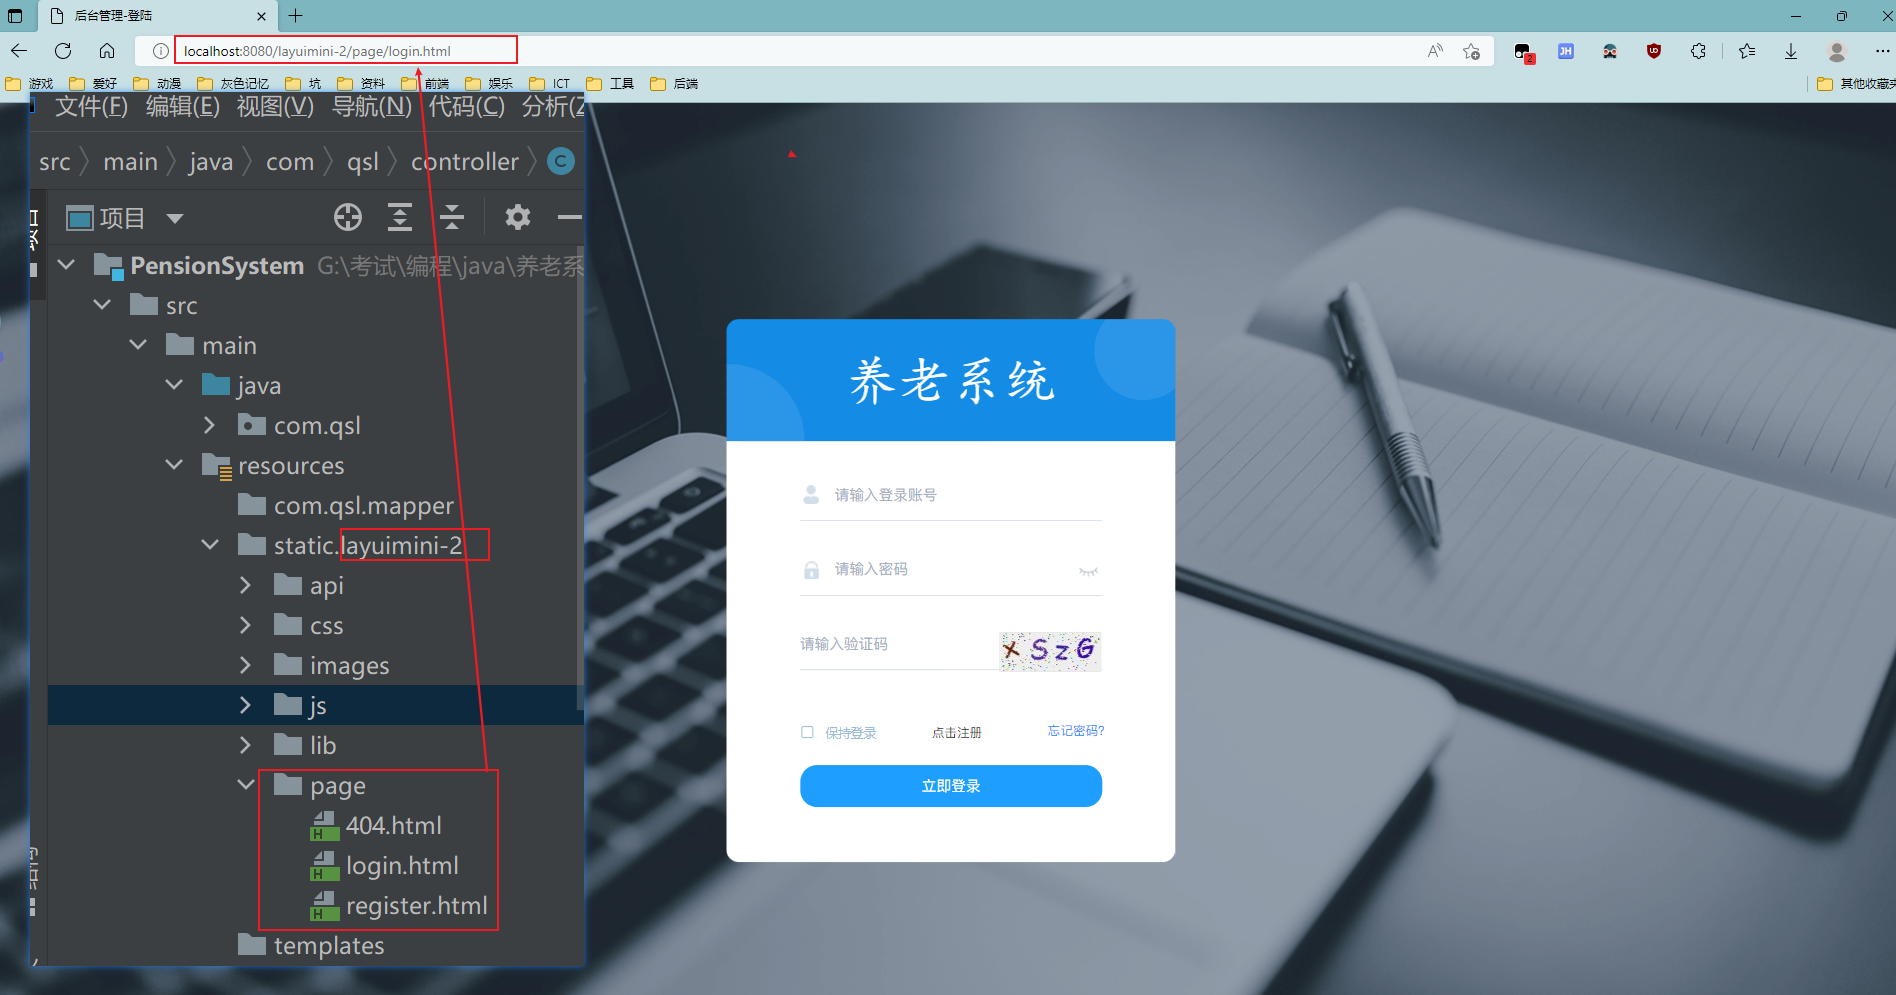 后台管理-登陆
localhost:8080/layuimini-2/page/login.html
2
JH
游戏 爱好 动漫 灰色记忆 坑 资料 前端 娱乐 ICT 工具 后端 其他收藏夹
文件(F) 编辑(E) 视图(V) 导航(N) 代码(C) 分析(Z
src main java com qsl controller C
项目
PensionSystem G:\考试\编程\java\养老系
src
main
java
com.qsl
resources
com.qsl.mapper
static.layuimini-2
api
css
images
js
lib
page
404.html
login.html
register.html
templates
养老系统
请输入登录账号
请输入密码
请输入验证码 xSzG
保持登录 点击注册 忘记密码?
立即登录